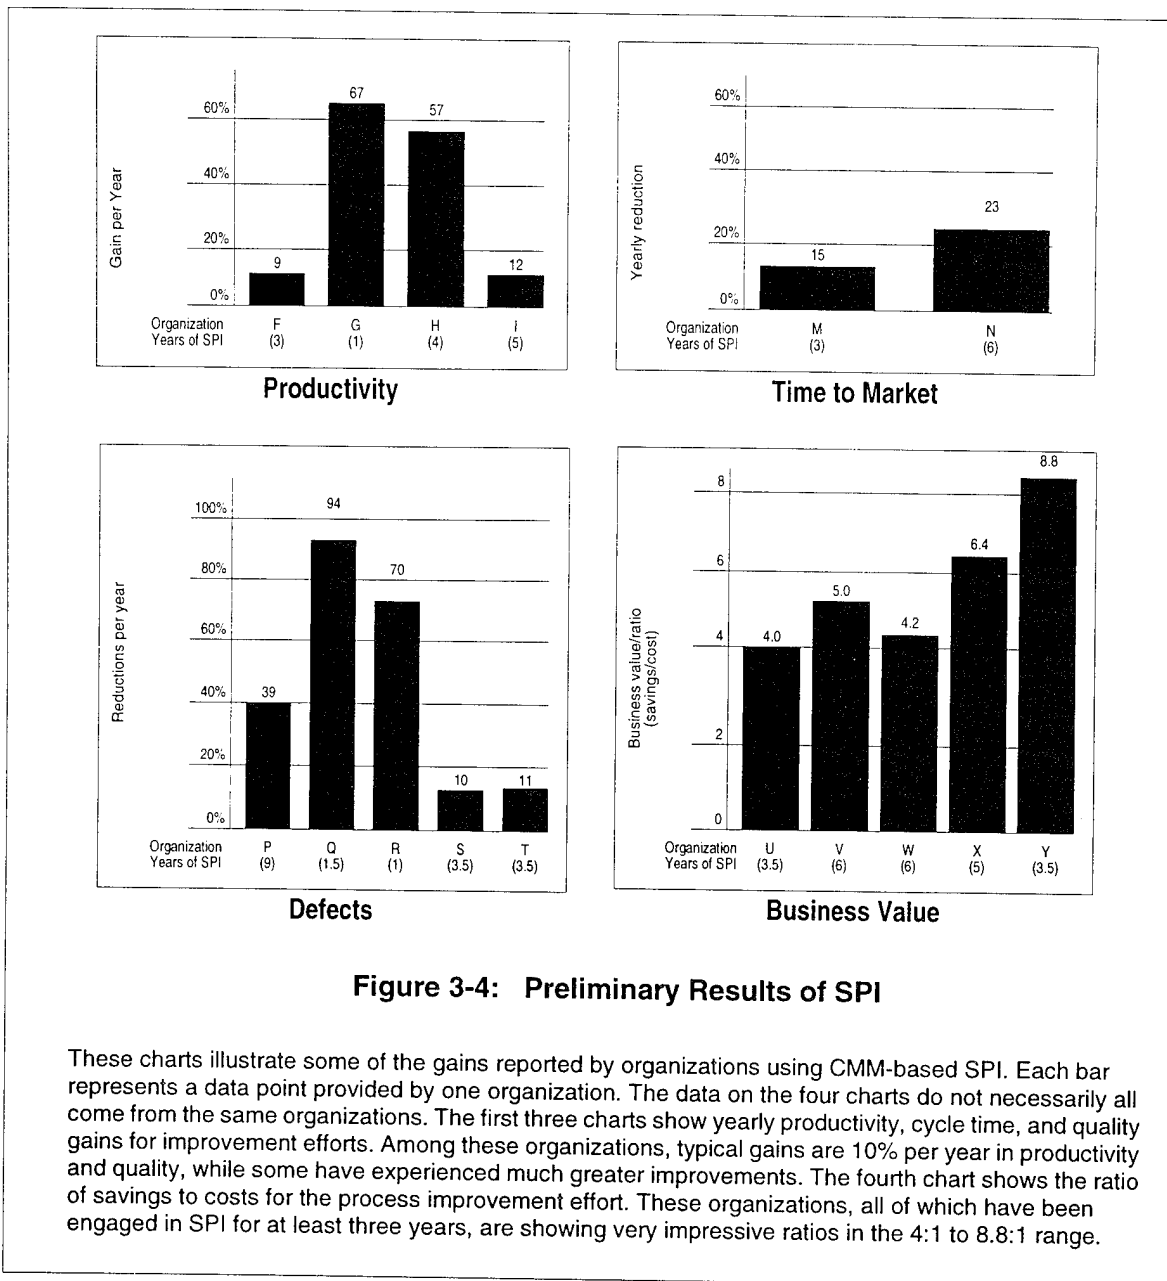 60%
40%
20%
0%
Gain per Year
9
67
57
12
Organization F G H I
Years of SPI (3) (1) (4) (5)
Productivity
60%
40%
20%
0%
Yearly reduction
15
23
Organization M N
Years of SPI (3) (6)
Time to Market
100%
80%
60%
40%
20%
0%
Reductions per year
39
94
70
10
11
Organization P Q R S T
Years of SPI (9) (1.5) (1) (3.5) (3.5)
Defects
8
6
4
2
0
Business value/ratio
(savings/cost)
4.0
5.0
4.2
6.4
8.8
Organization U V W X Y
Years of SPI (3.5) (6) (6) (5) (3.5)
Business Value
Figure 3-4: Preliminary Results of SPI
These charts illustrate some of the gains reported by organizations using CMM-based SPI. Each bar
represents a data point provided by one organization. The data on the four charts do not necessarily all
come from the same organizations. The first three charts show yearly productivity, cycle time, and quality
gains for improvement efforts. Among these organizations, typical gains are 10% per year in productivity
and quality, while some have experienced much greater improvements. The fourth chart shows the ratio
of savings to costs for the process improvement effort. These organizations, all of which have been
engaged in SPI for at least three years, are showing very impressive ratios in the 4:1 to 8.8:1 range.